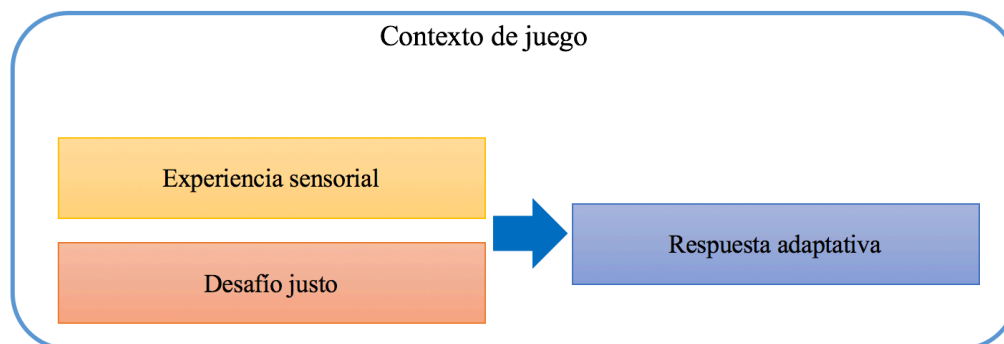 Contexto de juego
Experiencia sensorial
Desafío justo
Respuesta adaptativa